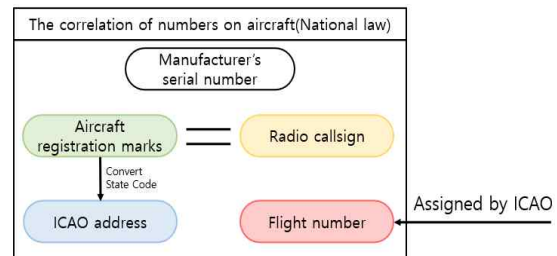 The correlation of numbers on aircraft(National law)
Manufacturer's
serial number
Aircraft
registration marks
Radio callsign
Convert
State Code
ICAO address
Flight number
Assigned by ICAO